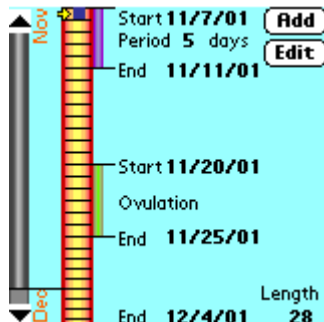 Nov
Start 11/7/01 Add
Period 5 days
Edit
End 11/11/01
Start 11/20/01
Ovulation
End 11/25/01
Dec
Length
End 12/4/01 28